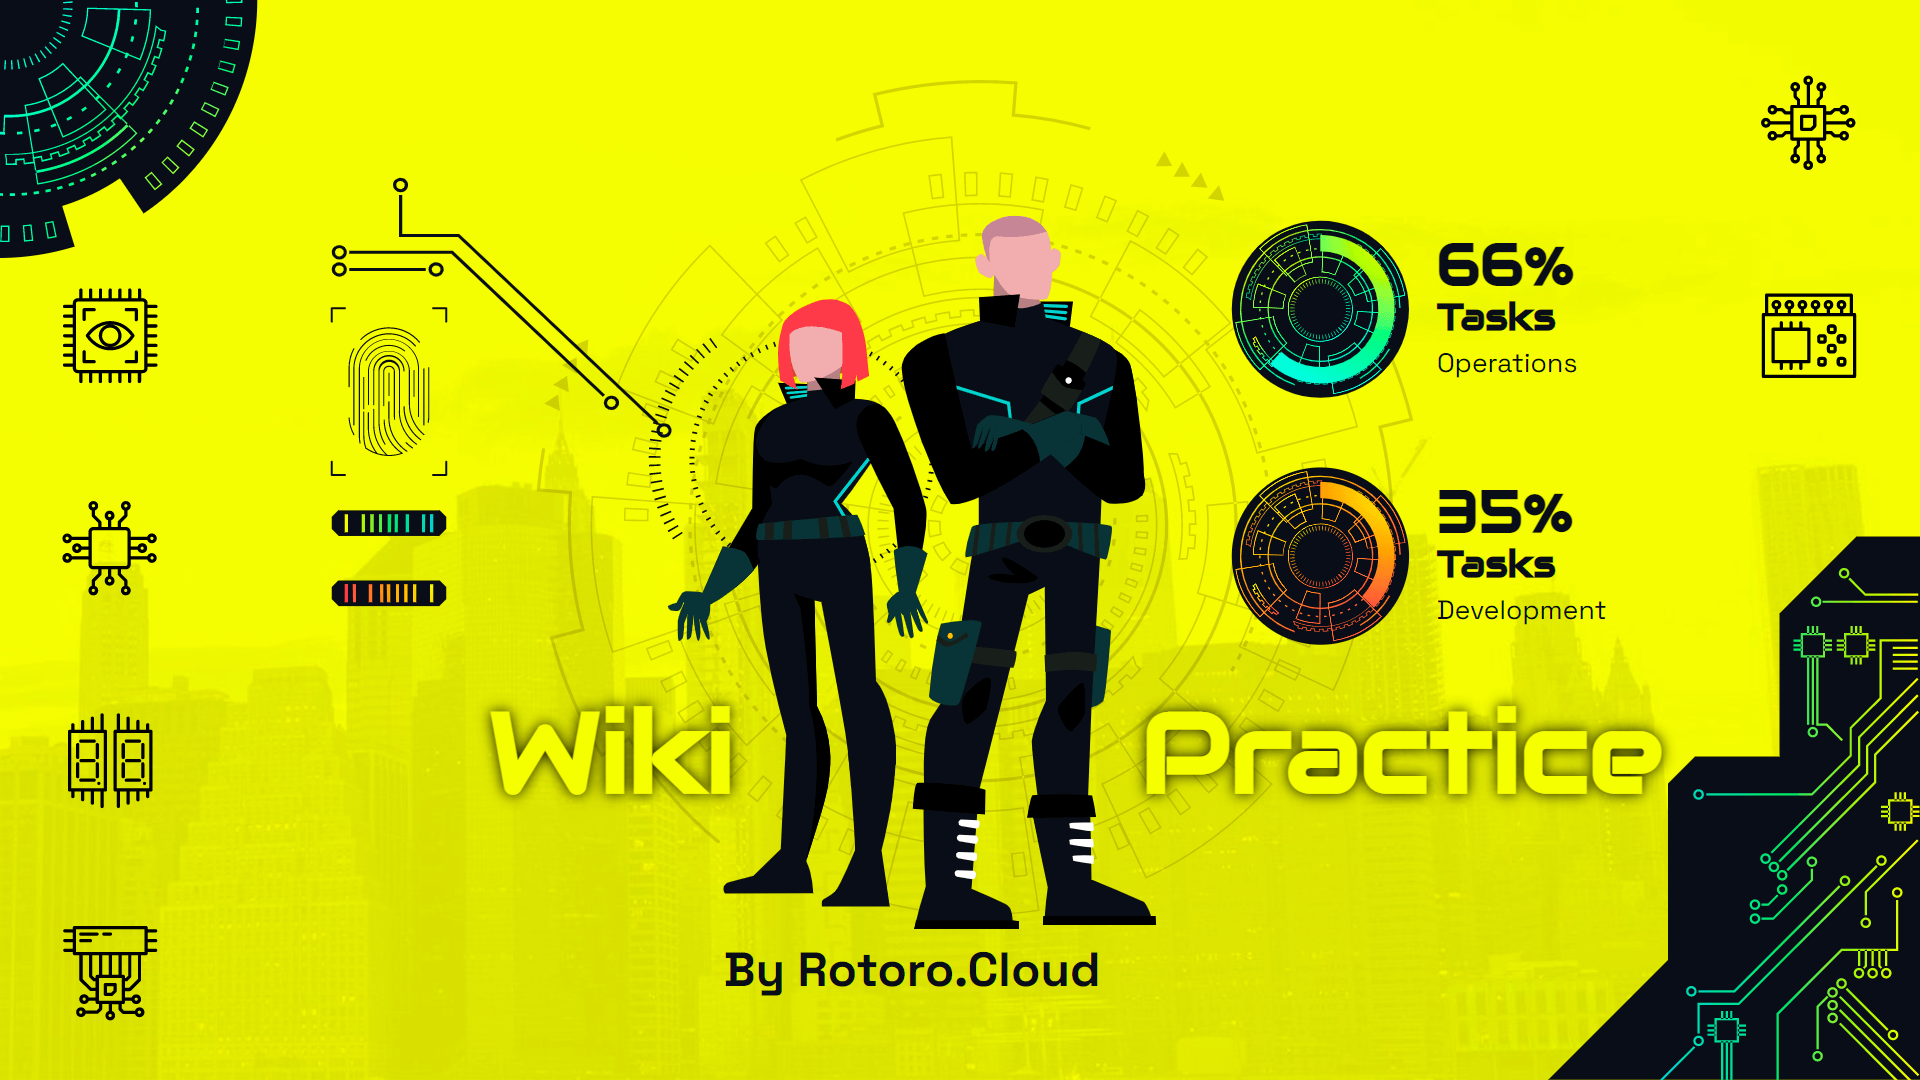 66%
Tasks
Operations
35%
Tasks
Development
Wiki Practice
By Rotoro.Cloud